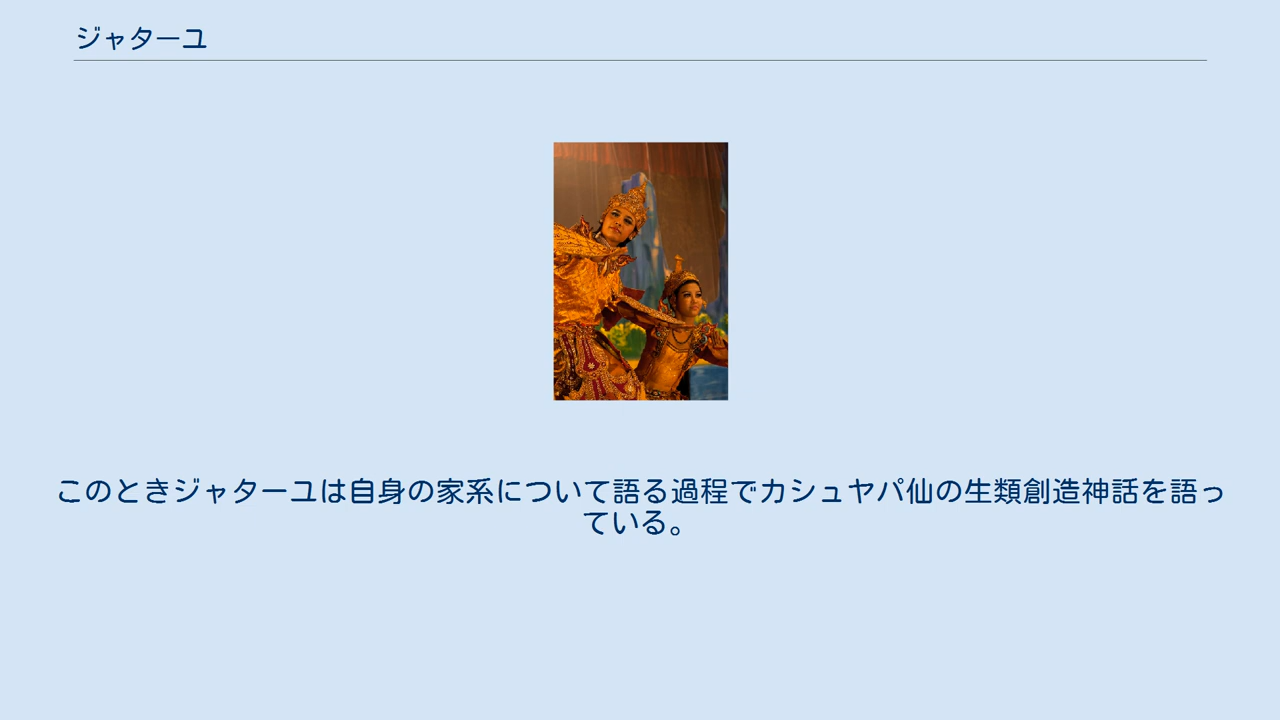 ジャターユ
このときジャターユは自身の家系について語る過程でカシュヤパ仙の生類創造神話を語っ
ている。